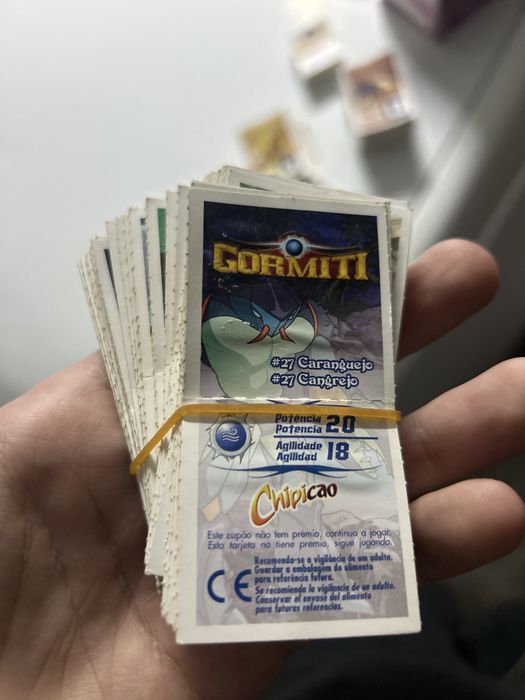 GORMITI
#27 Caranguejo
#27 Cangrejo
Potência 20
Potencia
Agilidade 18
Agilidad
Chipicao
Este cupão não tem prémio, continua a jogar.
Esta tarjeta no tiene premio, sigue jugando.
CE
Recomenda-se a vigilância de um adulto.
Guardar a embalagem do alimento
para referência futura.
Se recomienda la vigilancia de un adulto.
Conservar el envase del alimento
para futuras referencias.